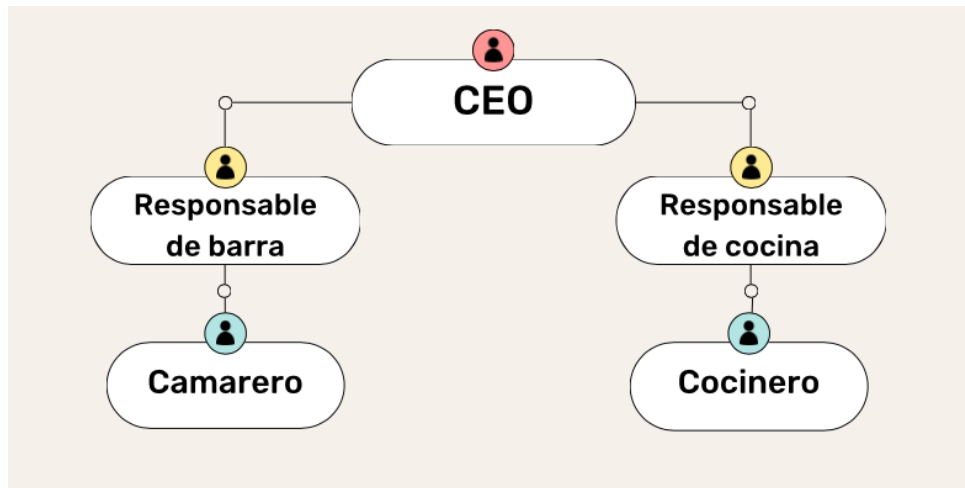 CEO
Responsable
de barra
Responsable
de cocina
Camarero
Cocinero